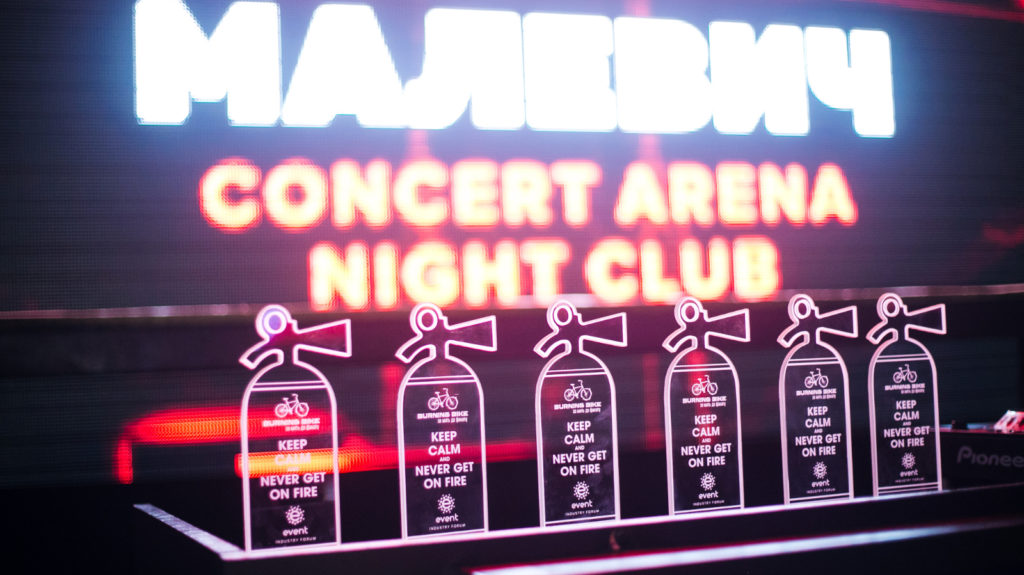 МАЛЕВИЧ
CONCERT ARENA
NIGHT CLUB
BURNING BIKE
KEEP
CALM
AND
NEVER GET
ON FIRE
event
INDUSTRY FORUM
BURNING BIKE
KEEP
CALM
AND
NEVER GET
ON FIRE
event
INDUSTRY FORUM
BURNING BIKE
KEEP
CALM
AND
NEVER GET
ON FIRE
event
INDUSTRY FORUM
BURNING BIKE
KEEP
CALM
AND
NEVER GET
ON FIRE
event
INDUSTRY FORUM
BURNING BIKE
KEEP
CALM
AND
NEVER GET
ON FIRE
event
INDUSTRY FORUM
BURNING BIKE
KEEP
CALM
AND
NEVER GET
ON FIRE
event
INDUSTRY FORUM
Pioneer